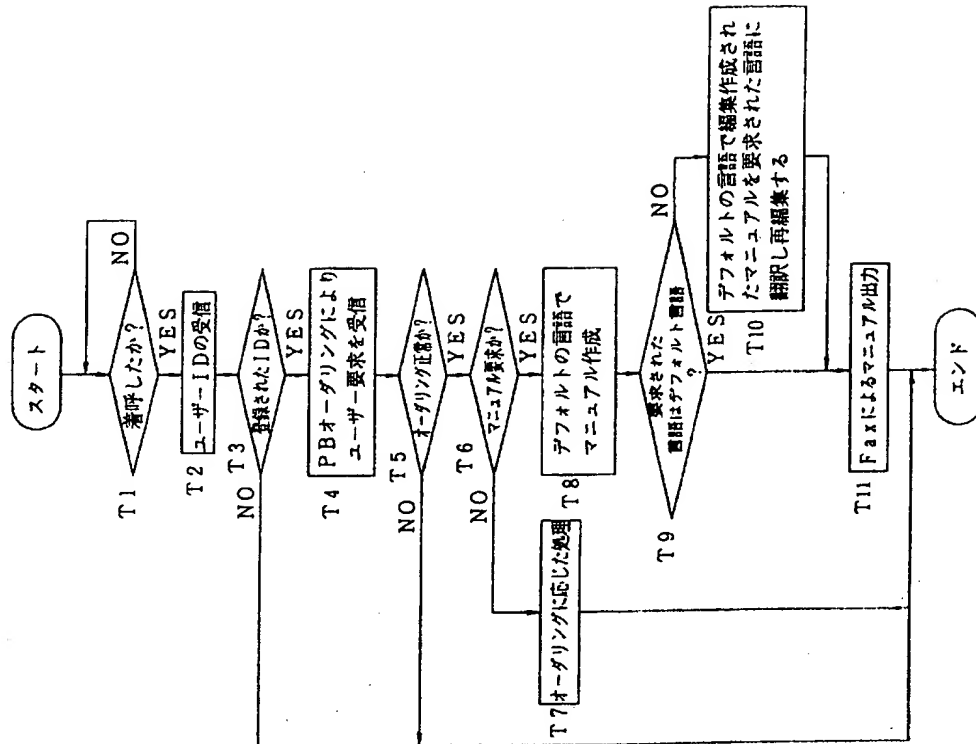 スタート
T1
着呼したか?
NO
YES
T2
ユーザーIDの受信
T3
登録されたIDか?
NO
YES
T4
PBオーダリングにより
ユーザー要求を受信
T5
オーダリング正常か?
NO
YES
T6
マニュアル要求か?
NO
YES
T7
オーダリングに応じた処理
T8
デフォルトの言語で
マニュアル作成
T9
要求された
言語はデフォルト言語
?
NO
YES
T10
デフォルトの言語で編集作成され
たマニュアルを要求された言語に
翻訳し再編集する
T11
Faxによるマニュアル出力
エンド